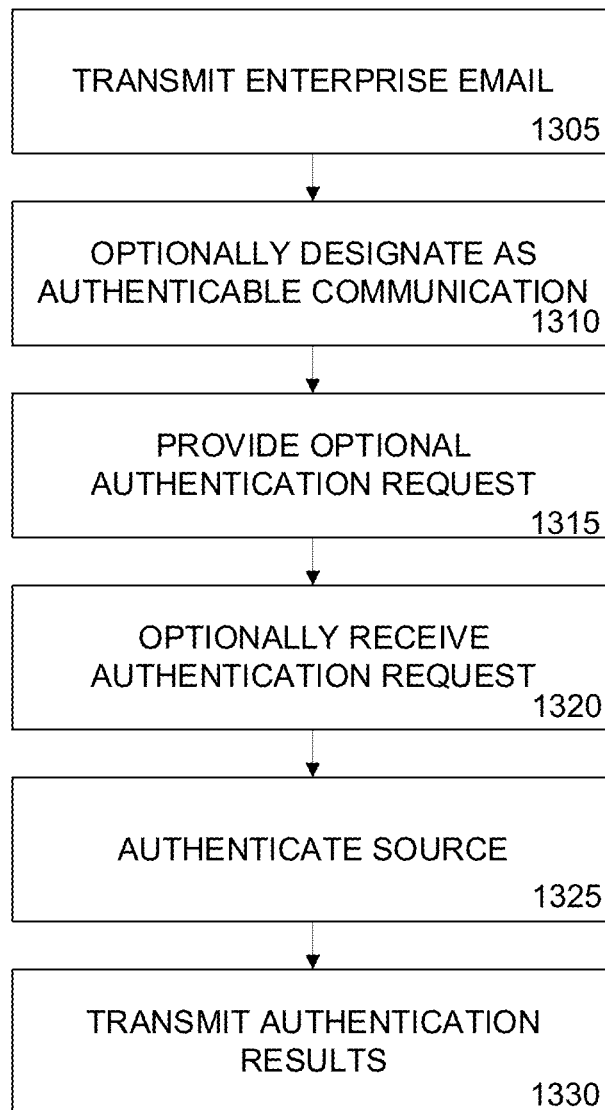 TRANSMIT ENTERPRISE EMAIL
1305
OPTIONALLY DESIGNATE AS
AUTHENTICABLE COMMUNICATION
1310
PROVIDE OPTIONAL
AUTHENTICATION REQUEST
1315
OPTIONALLY RECEIVE
AUTHENTICATION REQUEST
1320
AUTHENTICATE SOURCE
1325
TRANSMIT AUTHENTICATION
RESULTS
1330